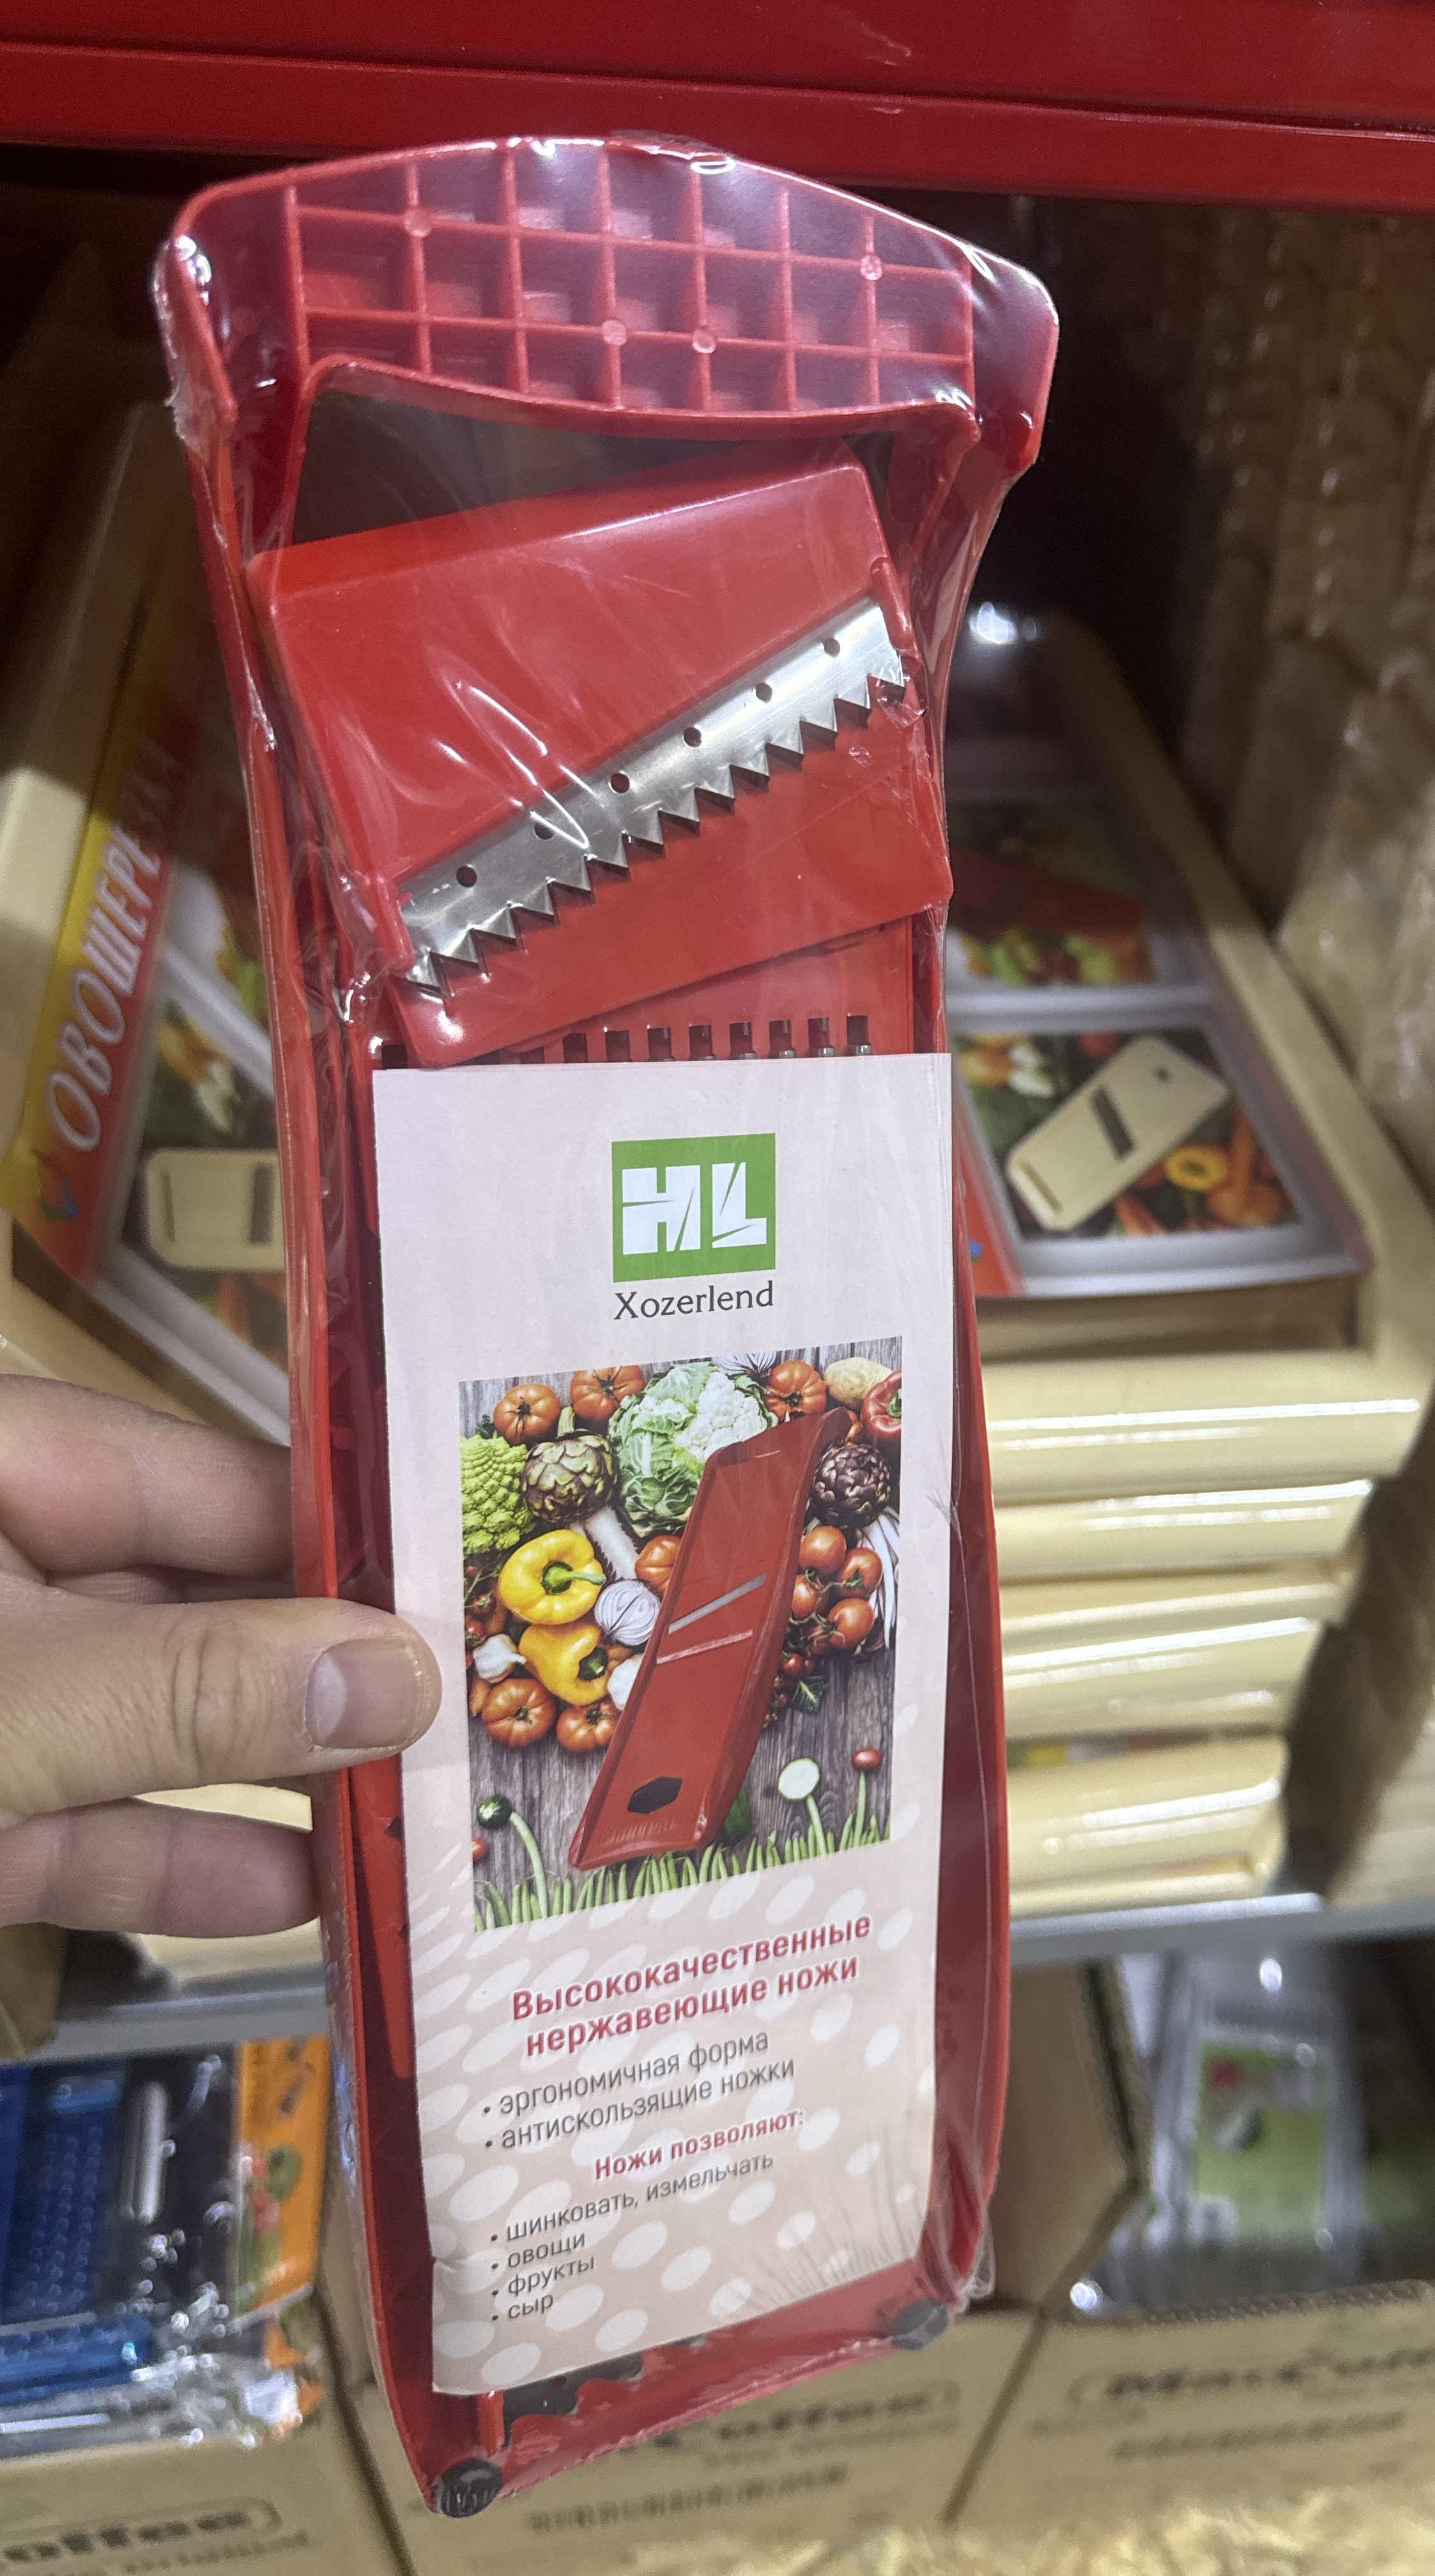 ОВОЩЕРЕЗКА
HL
Xozerlend
Высококачественные
нержавеющие ножи
• эргономичная форма
• антискользящие ножки
Ножи позволяют:
• шинковать, измельчать
• овощи
• фрукты
• сыр